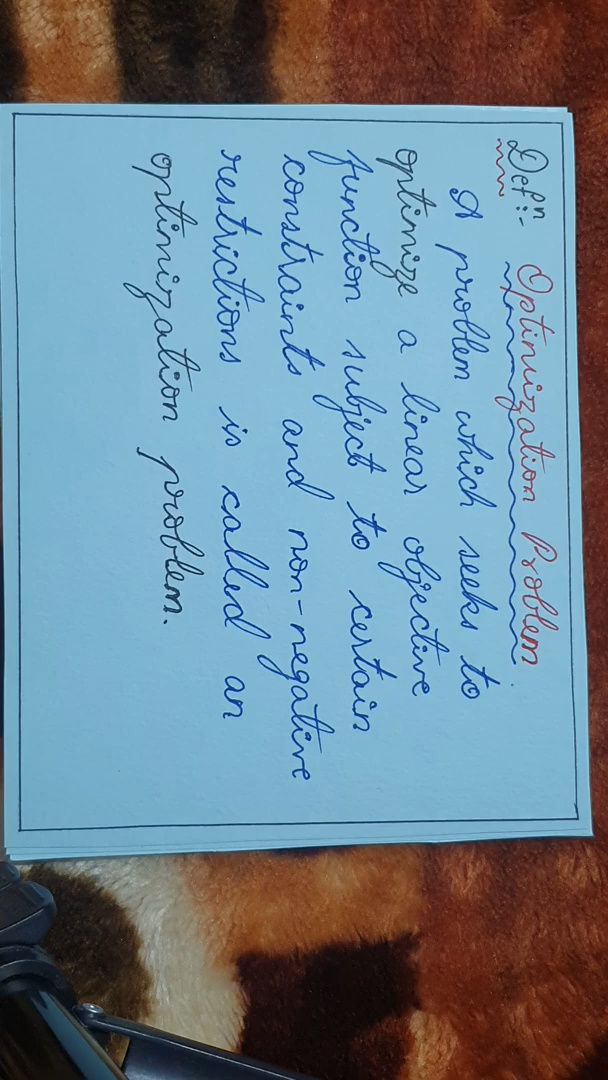 Defⁿ :- Optimization Problem
A problem which seeks to
optimize a linear objective
function subject to certain
constraints and non-negative
restrictions is called an
optimization problem.